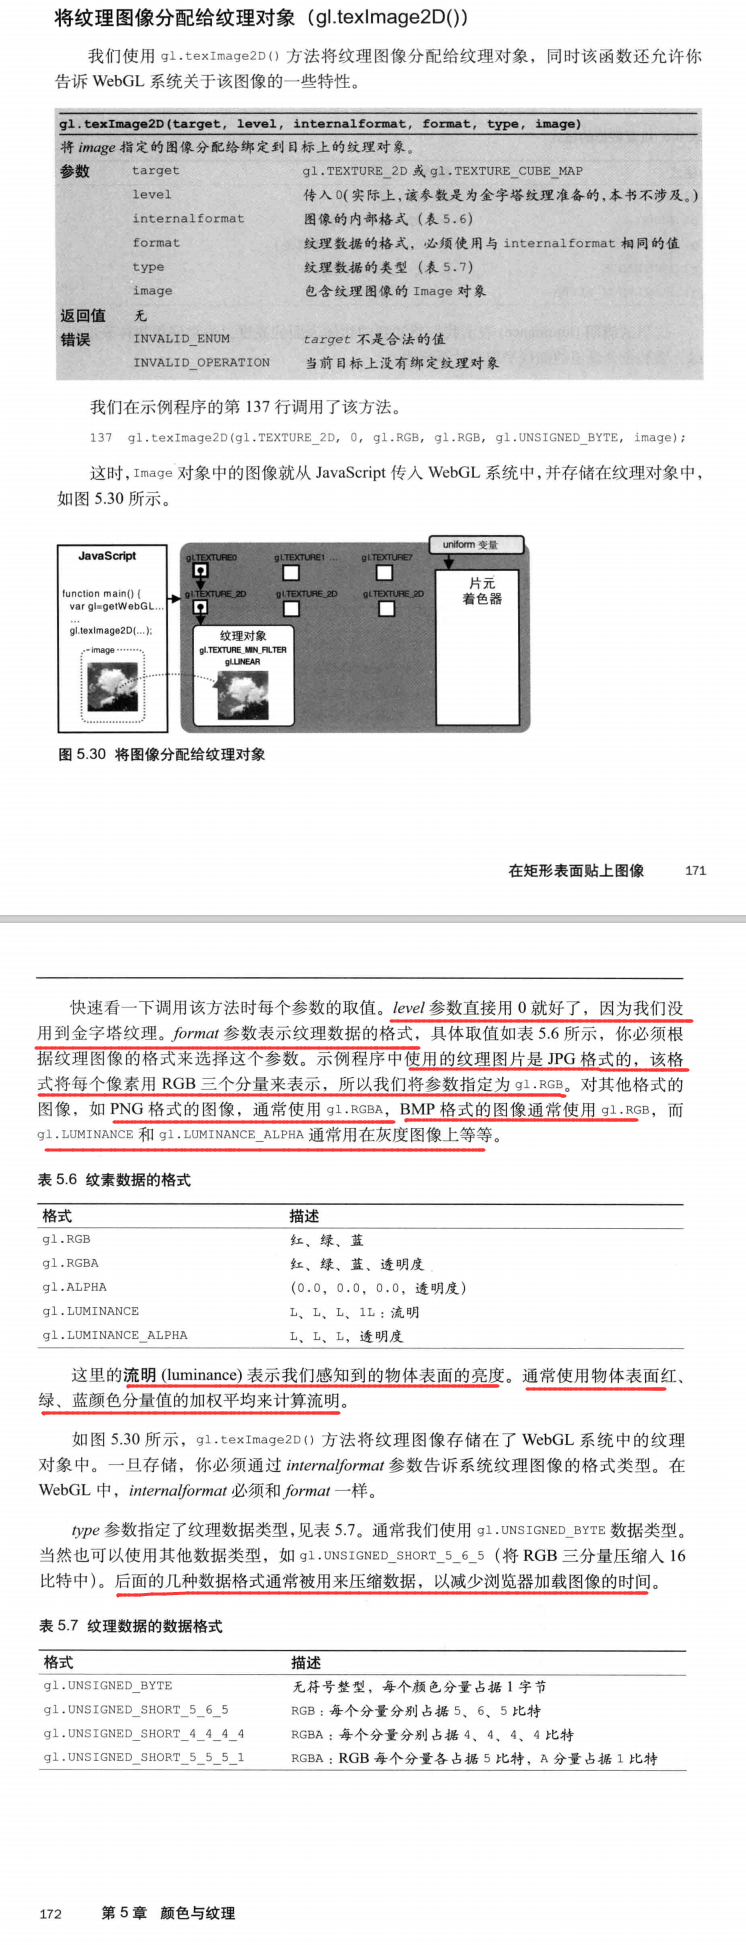 将纹理图像分配给纹理对象（gl.texImage2D()）
我们使用 gl.texImage2D() 方法将纹理图像分配给纹理对象，同时该函数还允许你
告诉 WebGL 系统关于该图像的一些特性。
gl.texImage2D(target, level, internalformat, format, type, image)
将 image 指定的图像分配给绑定到目标上的纹理对象。
参数 target gl.TEXTURE_2D 或 gl.TEXTURE_CUBE_MAP
level 传入 0(实际上,该参数是为金字塔纹理准备的,本书不涉及。)
internalformat 图像的内部格式（表 5.6）
format 纹理数据的格式，必须使用与 internalformat 相同的值
type 纹理数据的类型（表 5.7）
image 包含纹理图像的 Image 对象
返回值 无
错误 INVALID_ENUM target 不是合法的值
INVALID_OPERATION 当前目标上没有绑定纹理对象
我们在示例程序的第 137 行调用了该方法。
137 gl.texImage2D(gl.TEXTURE_2D, 0, gl.RGB, gl.RGB, gl.UNSIGNED_BYTE, image);
这时, Image 对象中的图像就从 JavaScript 传入 WebGL 系统中,并存储在纹理对象中,
如图 5.30 所示。
JavaScript
function main() {
var gl=getWebGL...
...
gl.texImage2D(...);
image
gl.TEXTURE0 gl.TEXTURE1 ... gl.TEXTURE7
gl.TEXTURE_2D gl.TEXTURE_2D gl.TEXTURE_2D
纹理对象
gl.TEXTURE_MIN_FILTER
gl.LINEAR
uniform 变量
片元
着色器
图 5.30 将图像分配给纹理对象
在矩形表面贴上图像 171
快速看一下调用该方法时每个参数的取值。level 参数直接用 0 就好了，因为我们没
用到金字塔纹理。format 参数表示纹理数据的格式，具体取值如表 5.6 所示，你必须根
据纹理图像的格式来选择这个参数。示例程序中使用的纹理图片是 JPG 格式的，该格
式将每个像素用 RGB 三个分量来表示，所以我们将参数指定为 gl.RGB。对其他格式的
图像，如 PNG 格式的图像，通常使用 gl.RGBA，BMP 格式的图像通常使用 gl.RGB，而
gl.LUMINANCE 和 gl.LUMINANCE_ALPHA 通常用在灰度图像上等等。
表 5.6 纹素数据的格式
格式 描述
gl.RGB 红、绿、蓝
gl.RGBA 红、绿、蓝、透明度
gl.ALPHA (0.0, 0.0, 0.0, 透明度)
gl.LUMINANCE L、L、L、1L：流明
gl.LUMINANCE_ALPHA L、L、L，透明度
这里的流明 (luminance) 表示我们感知到的物体表面的亮度。通常使用物体表面红、
绿、蓝颜色分量值的加权平均来计算流明。
如图 5.30 所示，gl.texImage2D() 方法将纹理图像存储在了 WebGL 系统中的纹理
对象中。一旦存储，你必须通过 internalformat 参数告诉系统纹理图像的格式类型。在
WebGL 中，internalformat 必须和 format 一样。
type 参数指定了纹理数据类型,见表 5.7。通常我们使用 gl.UNSIGNED_BYTE 数据类型。
当然也可以使用其他数据类型，如 gl.UNSIGNED_SHORT_5_6_5（将 RGB 三分量压缩入 16
比特中）。后面的几种数据格式通常被用来压缩数据，以减少浏览器加载图像的时间。
表 5.7 纹理数据的数据格式
格式 描述
gl.UNSIGNED_BYTE 无符号整型，每个颜色分量占据 1 字节
gl.UNSIGNED_SHORT_5_6_5 RGB：每个分量分别占据 5、6、5 比特
gl.UNSIGNED_SHORT_4_4_4_4 RGBA：每个分量分别占据 4、4、4、4 比特
gl.UNSIGNED_SHORT_5_5_5_1 RGBA：RGB 每个分量各占据 5 比特，A 分量占据 1 比特
172 第 5 章 颜色与纹理